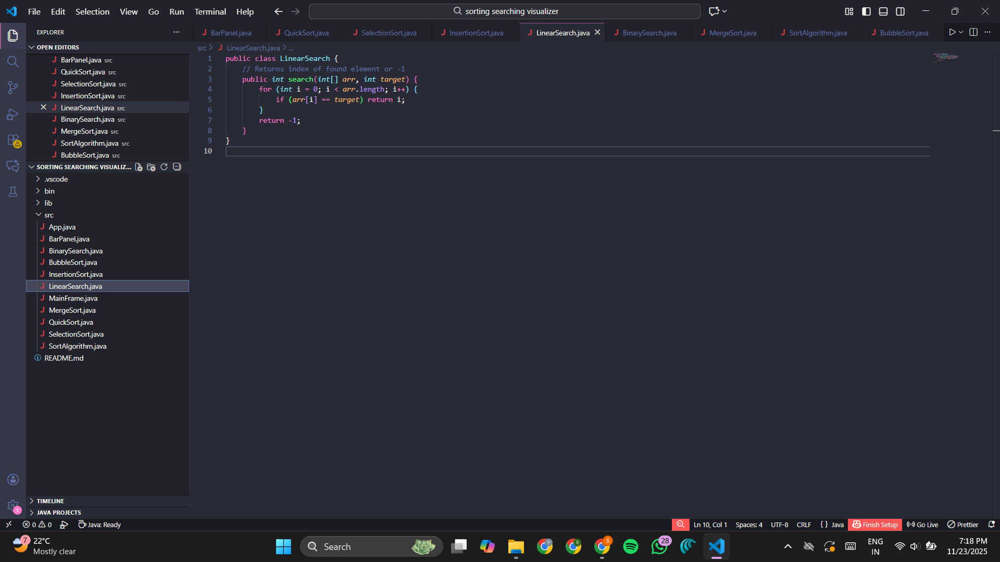 File Edit Selection View Go Run Terminal Help
sorting searching visualizer
EXPLORER
BarPanel.java QuickSort.java SelectionSort.java InsertionSort.java LinearSearch.java BinarySearch.java MergeSort.java SortAlgorithm.java BubbleSort.java
OPEN EDITORS
BarPanel.java src
QuickSort.java src
SelectionSort.java src
InsertionSort.java src
LinearSearch.java src
BinarySearch.java src
MergeSort.java src
SortAlgorithm.java src
BubbleSort.java src
SORTING SEARCHING VISUALIZ...
.vscode
bin
lib
src
App.java
BarPanel.java
BinarySearch.java
BubbleSort.java
InsertionSort.java
LinearSearch.java
MainFrame.java
MergeSort.java
QuickSort.java
SelectionSort.java
SortAlgorithm.java
README.md
TIMELINE
JAVA PROJECTS
src > LinearSearch.java > ...
1 public class LinearSearch {
2 // Returns index of found element or -1
3 public int search(int[] arr, int target) {
4 for (int i = 0; i < arr.length; i++) {
5 if (arr[i] == target) return i;
6 }
7 return -1;
8 }
9 }
10
1
0 0 Java: Ready
Ln 10, Col 1 Spaces: 4 UTF-8 CRLF { } Java Finish Setup Go Live Prettier
7 22°C
Mostly clear
Search
Y S S 28
ENG
IN
7:18 PM
11/23/2025